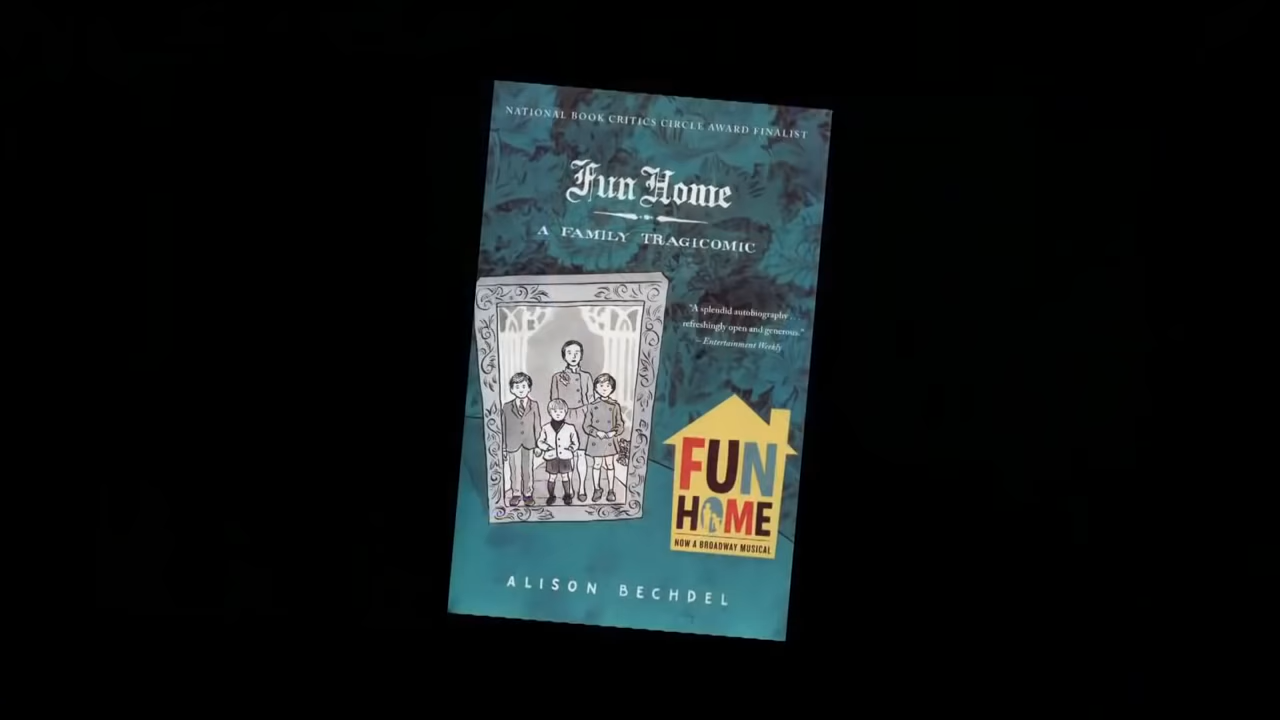 NATIONAL BOOK CRITICS CIRCLE AWARD FINALIST
Fun Home
A FAMILY TRAGICOMIC
"A splendid autobiography . . .
refreshingly open and generous."
– Entertainment Weekly
FUN
HOME
NOW A BROADWAY MUSICAL
ALISON BECHDEL